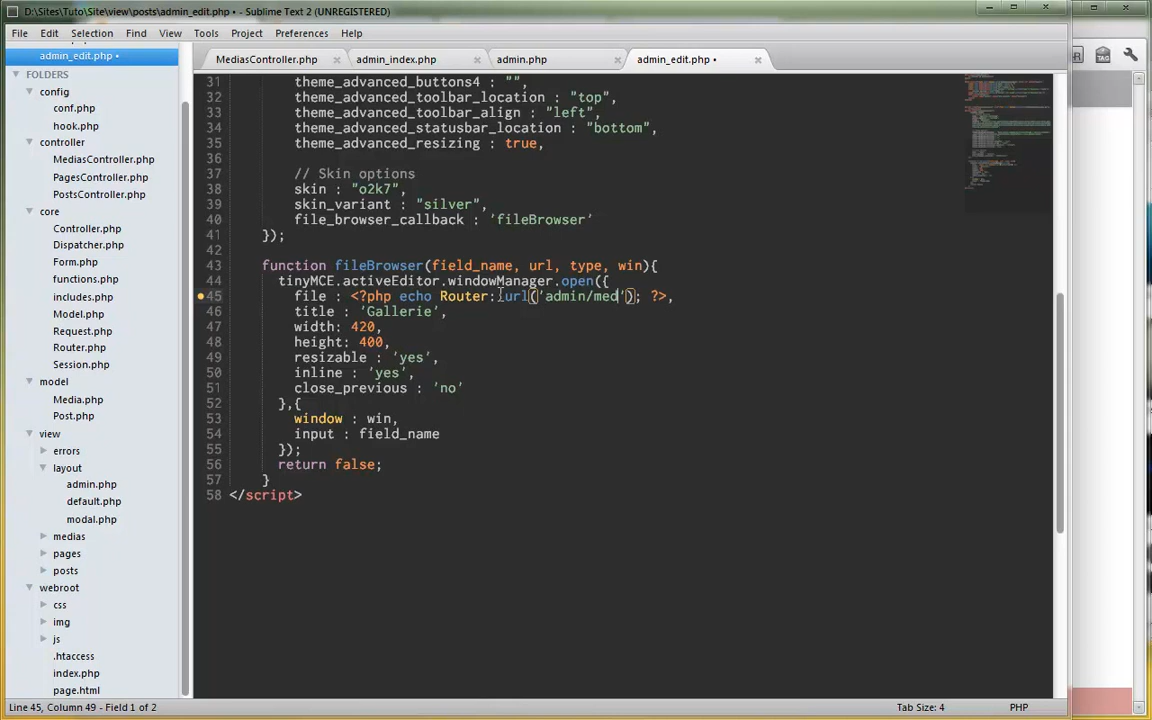 D:\Sites\Tuto\Site\view\posts\admin_edit.php • - Sublime Text 2 (UNREGISTERED)
File Edit Selection Find View Goto Tools Project Preferences Help
admin_edit.php •
FOLDERS
config
conf.php
hook.php
controller
MediasController.php
PagesController.php
PostsController.php
core
Controller.php
Dispatcher.php
Form.php
functions.php
includes.php
Model.php
Request.php
Router.php
Session.php
model
Media.php
Post.php
view
errors
layout
admin.php
default.php
modal.php
medias
pages
posts
webroot
css
img
js
.htaccess
index.php
page.html
MediasController.php admin_index.php admin.php admin_edit.php •
31 theme_advanced_buttons4 : "",
32 theme_advanced_toolbar_location : "top",
33 theme_advanced_toolbar_align : "left",
34 theme_advanced_statusbar_location : "bottom",
35 theme_advanced_resizing : true,
36
37 // Skin options
38 skin : "o2k7",
39 skin_variant : "silver",
40 file_browser_callback : 'fileBrowser'
41 });
42
43 function fileBrowser(field_name, url, type, win){
44 tinyMCE.activeEditor.windowManager.open({
45 file : <?php echo Router::url('admin/med'); ?>,
46 title : 'Gallerie',
47 width: 420,
48 height: 400,
49 resizable : 'yes',
50 inline : 'yes',
51 close_previous : 'no'
52 },{
53 window : win,
54 input : field_name
55 });
56 return false;
57 }
58 </script>
Line 45, Column 49 - Field 1 of 2
Tab Size: 4
PHP